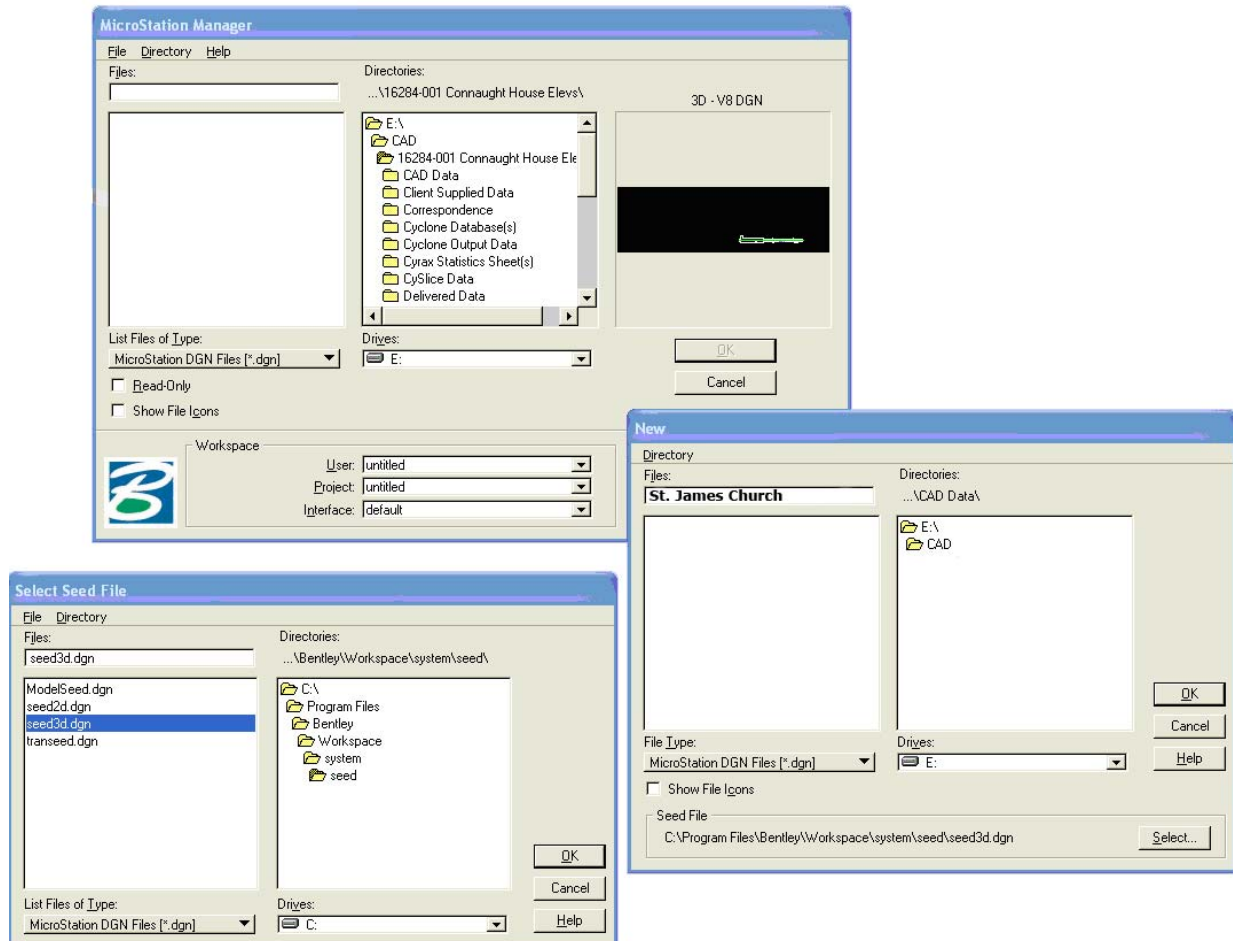 MicroStation Manager
File Directory Help
Files:
Directories:
...\16284-001 Connaught House Elevs\
3D - V8 DGN
E:\
CAD
16284-001 Connaught House Ele
CAD Data
Client Supplied Data
Correspondence
Cyclone Database(s)
Cyclone Output Data
Cyrax Statistics Sheet(s)
CySlice Data
Delivered Data
List Files of Type:
MicroStation DGN Files [*.dgn]
Drives:
E:
OK
Cancel
Read-Only
Show File Icons
Workspace
User: untitled
Project: untitled
Interface: default
New
Directory
Files:
St. James Church
Directories:
...\CAD Data\
E:\
CAD
OK
Cancel
Help
File Type:
MicroStation DGN Files [*.dgn]
Drives:
E:
Show File Icons
Seed File
C:\Program Files\Bentley\Workspace\system\seed\seed3d.dgn
Select...
Select Seed File
File Directory
Files:
seed3d.dgn
Directories:
...\Bentley\Workspace\system\seed\
ModelSeed.dgn
seed2d.dgn
seed3d.dgn
transeed.dgn
C:\
Program Files
Bentley
Workspace
system
seed
OK
Cancel
Help
List Files of Type:
MicroStation DGN Files [*.dgn]
Drives:
C: